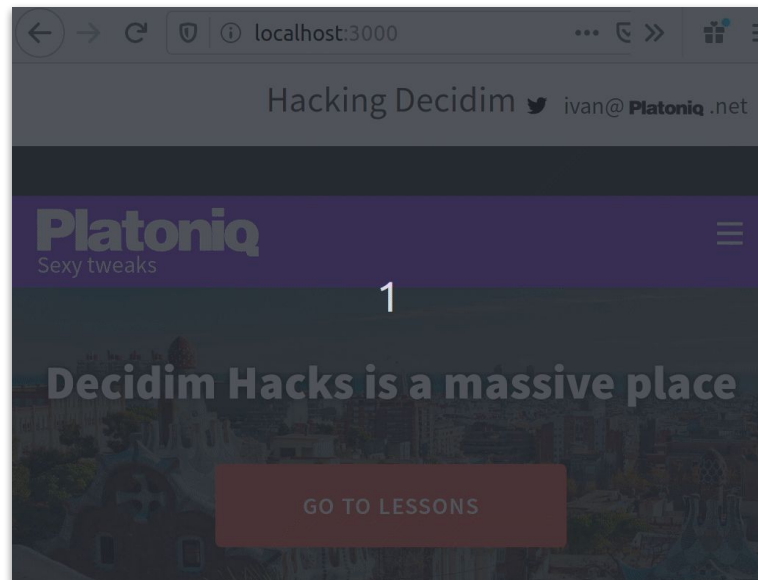 localhost:3000
Hacking Decidim ivan@Platoniq.net
Platoniq
Sexy tweaks
1
Decidim Hacks is a massive place
GO TO LESSONS